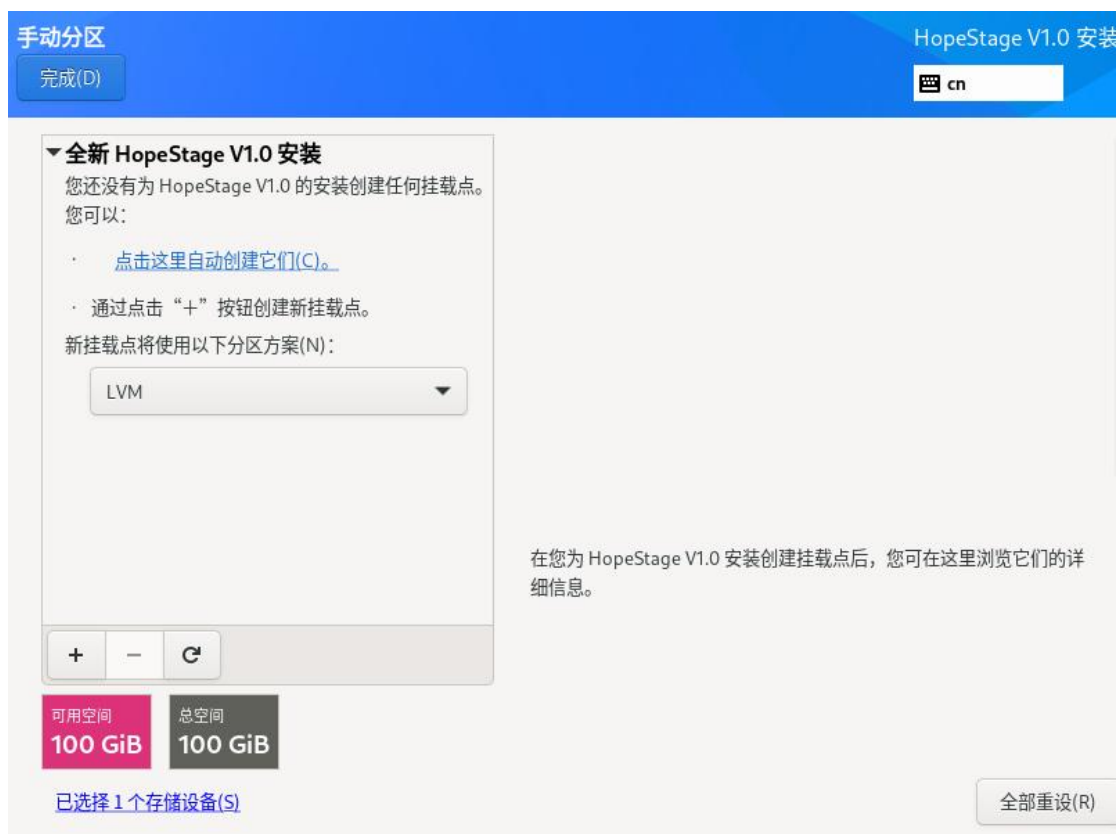 手动分区
HopeStage V1.0 安装
完成(D)
cn
全新 HopeStage V1.0 安装
您还没有为 HopeStage V1.0 的安装创建任何挂载点。
您可以：
· 点击这里自动创建它们(C)。
· 通过点击“+”按钮创建新挂载点。
新挂载点将使用以下分区方案(N)：
LVM
在您为 HopeStage V1.0 安装创建挂载点后，您可在这里浏览它们的详
细信息。
+ −
可用空间
100 GiB
总空间
100 GiB
已选择 1 个存储设备(S)
全部重设(R)